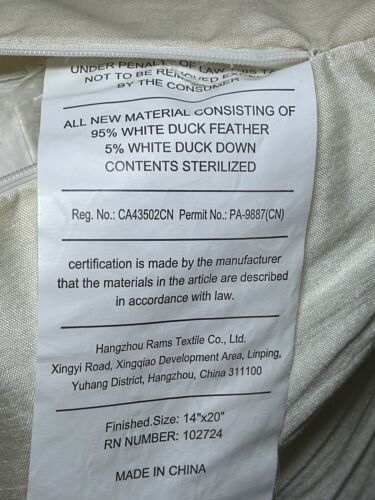 UNDER PENALTY OF LAW THIS TA
NOT TO BE REMOVED EXCE
BY THE CONSUMER
ALL NEW MATERIAL CONSISTING OF
95% WHITE DUCK FEATHER
5% WHITE DUCK DOWN
CONTENTS STERILIZED
Reg. No.: CA43502CN Permit No.: PA-9887(CN)
certification is made by the manufacturer
that the materials in the article are described
in accordance with law.
Hangzhou Rams Textile Co., Ltd.
Xingyi Road, Xingqiao Development Area, Linping,
Yuhang District, Hangzhou, China 311100
Finished.Size: 14"x20"
RN NUMBER: 102724
MADE IN CHINA